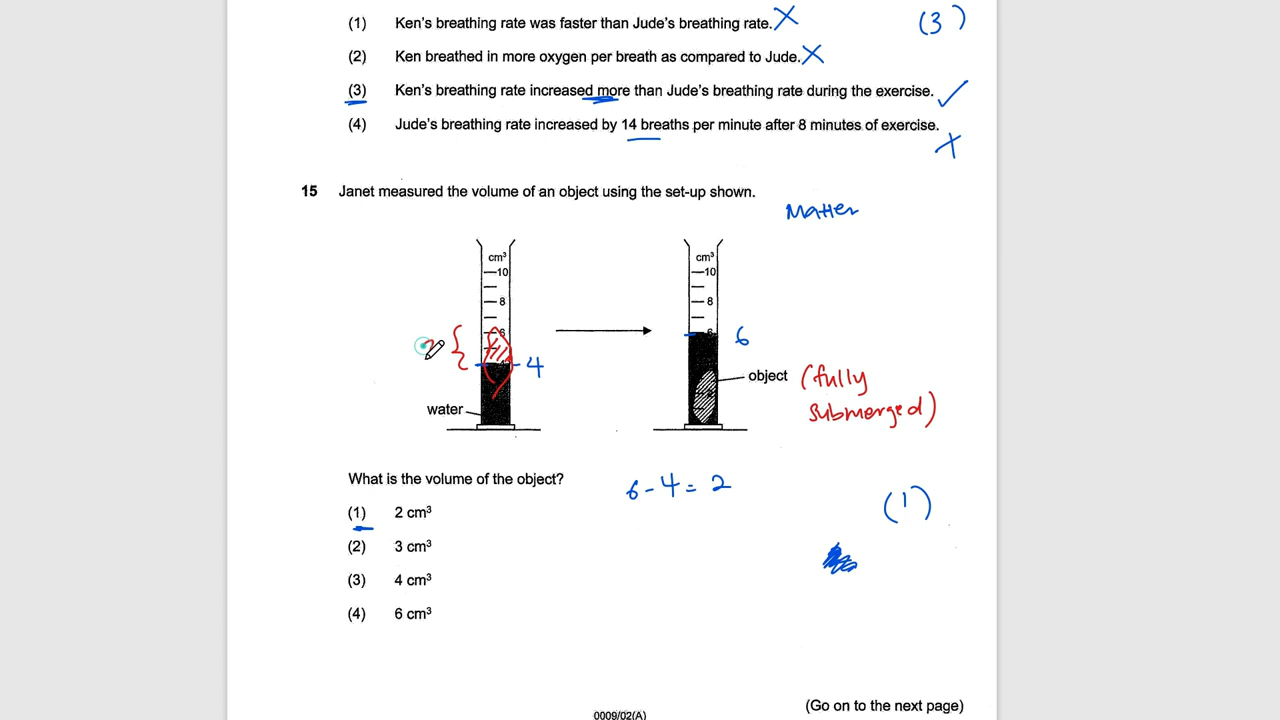 (1) Ken's breathing rate was faster than Jude's breathing rate. (3)
(2) Ken breathed in more oxygen per breath as compared to Jude.
(3) Ken's breathing rate increased more than Jude's breathing rate during the exercise.
(4) Jude's breathing rate increased by 14 breaths per minute after 8 minutes of exercise.
15 Janet measured the volume of an object using the set-up shown.
Matter
cm³
10
8
6
4
water
cm³
10
8
6
6
object
(fully
submerged)
What is the volume of the object?
6-4=2
(1)
(1) 2 cm³
(2) 3 cm³
(3) 4 cm³
(4) 6 cm³
(Go on to the next page)
0009/02(A)